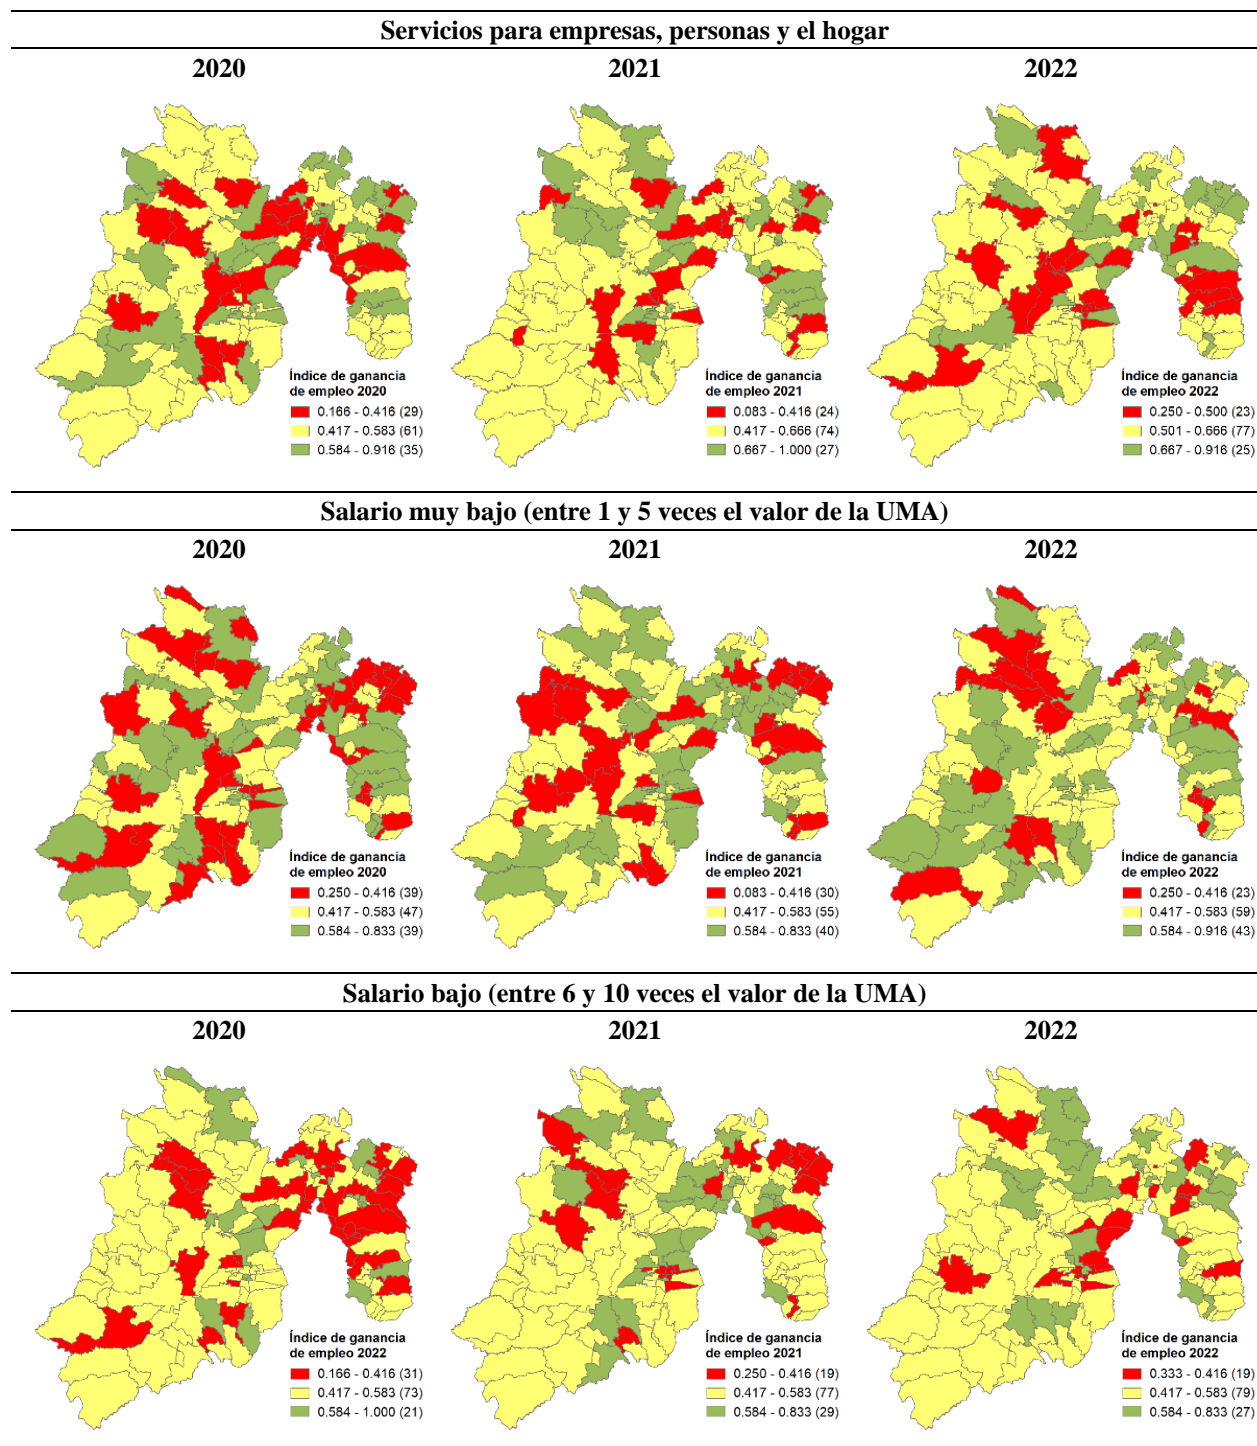 Servicios para empresas, personas y el hogar
2020
2021
2022
Índice de ganancia
de empleo 2020
0.166 - 0.416 (29)
0.417 - 0.583 (61)
0.584 - 0.916 (35)
Índice de ganancia
de empleo 2021
0.083 - 0.416 (24)
0.417 - 0.666 (74)
0.667 - 1.000 (27)
Índice de ganancia
de empleo 2022
0.250 - 0.500 (23)
0.501 - 0.666 (77)
0.667 - 0.916 (25)
Salario muy bajo (entre 1 y 5 veces el valor de la UMA)
2020
2021
2022
Índice de ganancia
de empleo 2020
0.250 - 0.416 (39)
0.417 - 0.583 (47)
0.584 - 0.833 (39)
Índice de ganancia
de empleo 2021
0.083 - 0.416 (30)
0.417 - 0.583 (55)
0.584 - 0.833 (40)
Índice de ganancia
de empleo 2022
0.250 - 0.416 (23)
0.417 - 0.583 (59)
0.584 - 0.916 (43)
Salario bajo (entre 6 y 10 veces el valor de la UMA)
2020
2021
2022
Índice de ganancia
de empleo 2022
0.166 - 0.416 (31)
0.417 - 0.583 (73)
0.584 - 1.000 (21)
Índice de ganancia
de empleo 2021
0.250 - 0.416 (19)
0.417 - 0.583 (77)
0.584 - 0.833 (29)
Índice de ganancia
de empleo 2022
0.333 - 0.416 (19)
0.417 - 0.583 (79)
0.584 - 0.833 (27)